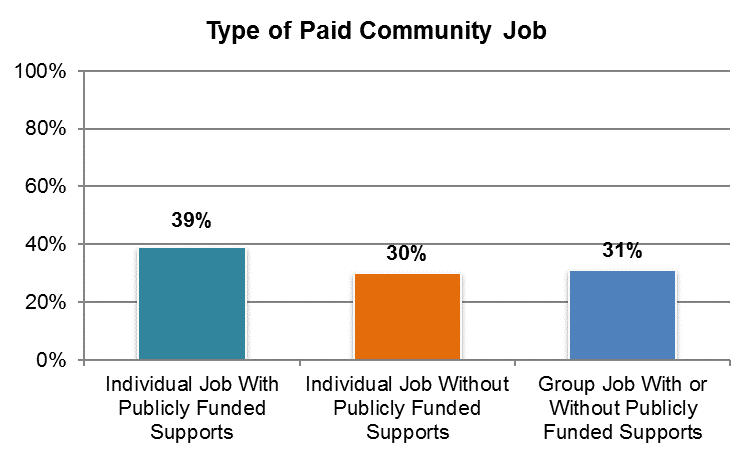 Type of Paid Community Job
100%
80%
60%
40%
20%
0%
39%
30%
31%
Individual Job With
Publicly Funded
Supports
Individual Job Without
Publicly Funded
Supports
Group Job With or
Without Publicly
Funded Supports